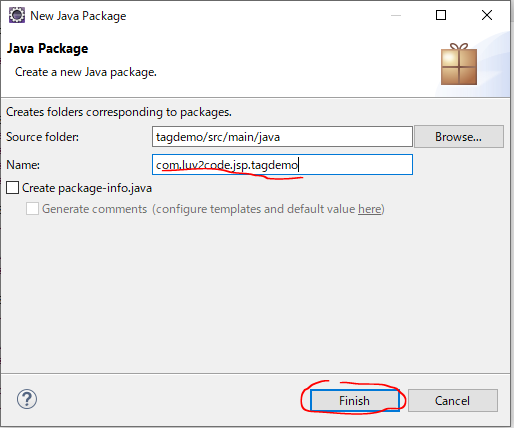 New Java Package
Java Package
Create a new Java package.
Creates folders corresponding to packages.
Source folder: tagdemo/src/main/java Browse...
Name: com.luv2code.jsp.tagdemo
Create package-info.java
Generate comments (configure templates and default value here)
? Finish Cancel